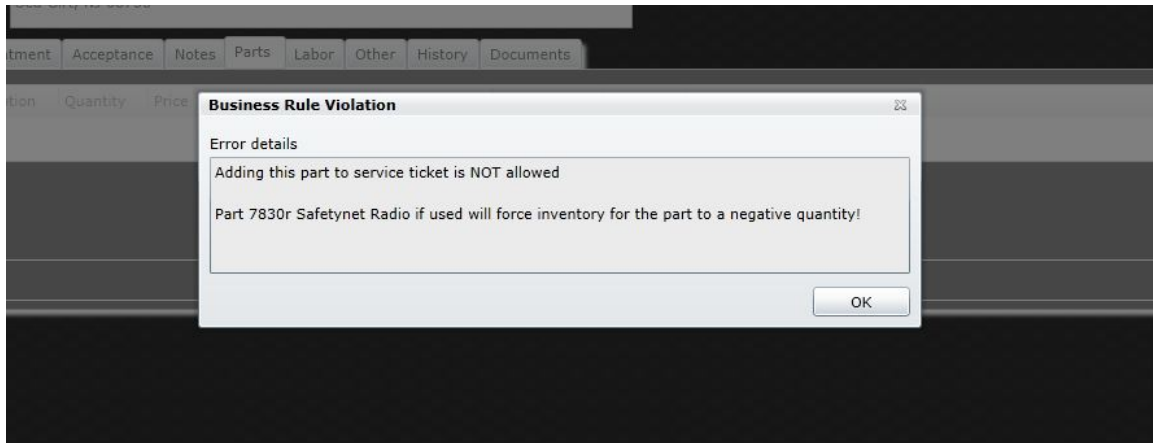 Acceptance Notes Parts Labor Other History Documents
Quantity Price
Business Rule Violation
Error details
Adding this part to service ticket is NOT allowed
Part 7830r Safetynet Radio if used will force inventory for the part to a negative quantity!
OK